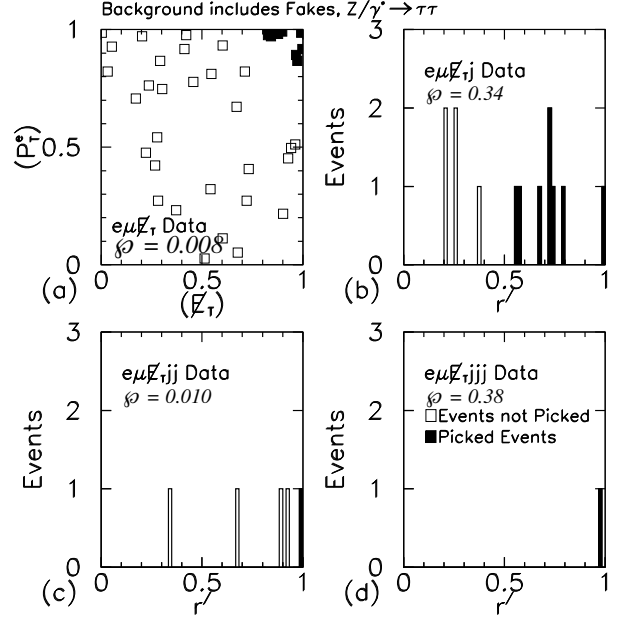 Background includes Fakes, Z/γ*→ττ
1
0.5
0
(Pᵉ_T)
eμE̸_T Data
℘ = 0.008
0 0.5 1
(a)
(E̸_T)
3
2
1
0
Events
eμE̸_Tj Data
℘ = 0.34
0 0.5 1
(b)
r′
3
2
1
0
Events
eμE̸_Tjj Data
℘ = 0.010
0 0.5 1
(c)
r′
3
2
1
0
Events
eμE̸_Tjjj Data
℘ = 0.38
Events not Picked
Picked Events
0 0.5 1
(d)
r′